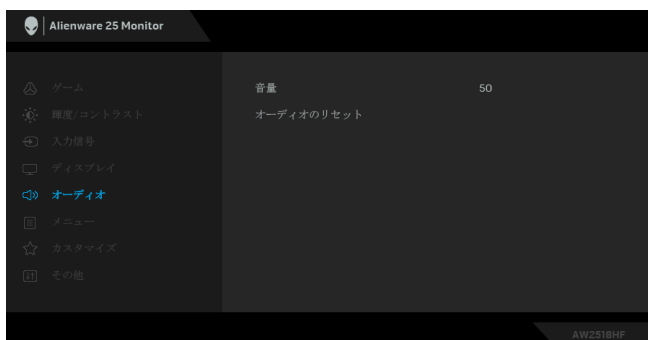 Alienware 25 Monitor
ゲーム
輝度/コントラスト
入力信号
ディスプレイ
オーディオ
メニュー
カスタマイズ
その他
音量 50
オーディオのリセット
AW2518HF